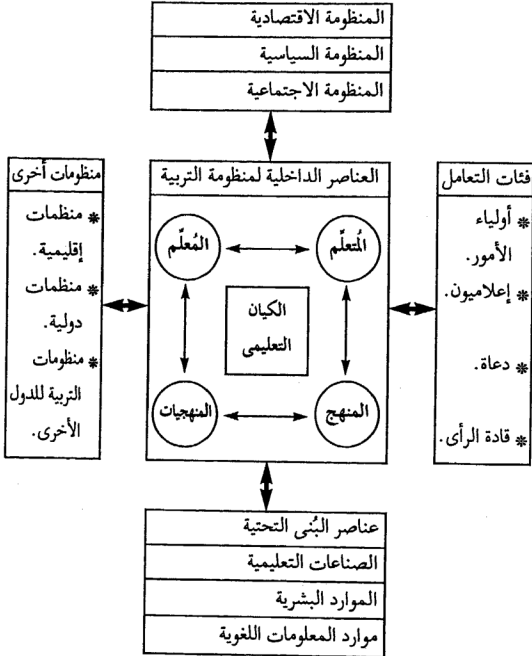 المنظومة الاقتصادية
المنظومة السياسية
المنظومة الاجتماعية
فئات التعامل
* أولياء
الأمور.
* إعلاميون.
* دعاة.
* قادة الرأى.
العناصر الداخلية لمنظومة التربية
المُتعلّم
المُعلّم
الكيان
التعليمى
المنهج
المنهجيات
منظومات أخرى
* منظمات
إقليمية.
* منظمات
دولية.
* منظومات
التربية للدول
الأخرى.
عناصر البُنى التحتية
الصناعات التعليمية
الموارد البشرية
موارد المعلومات اللغوية